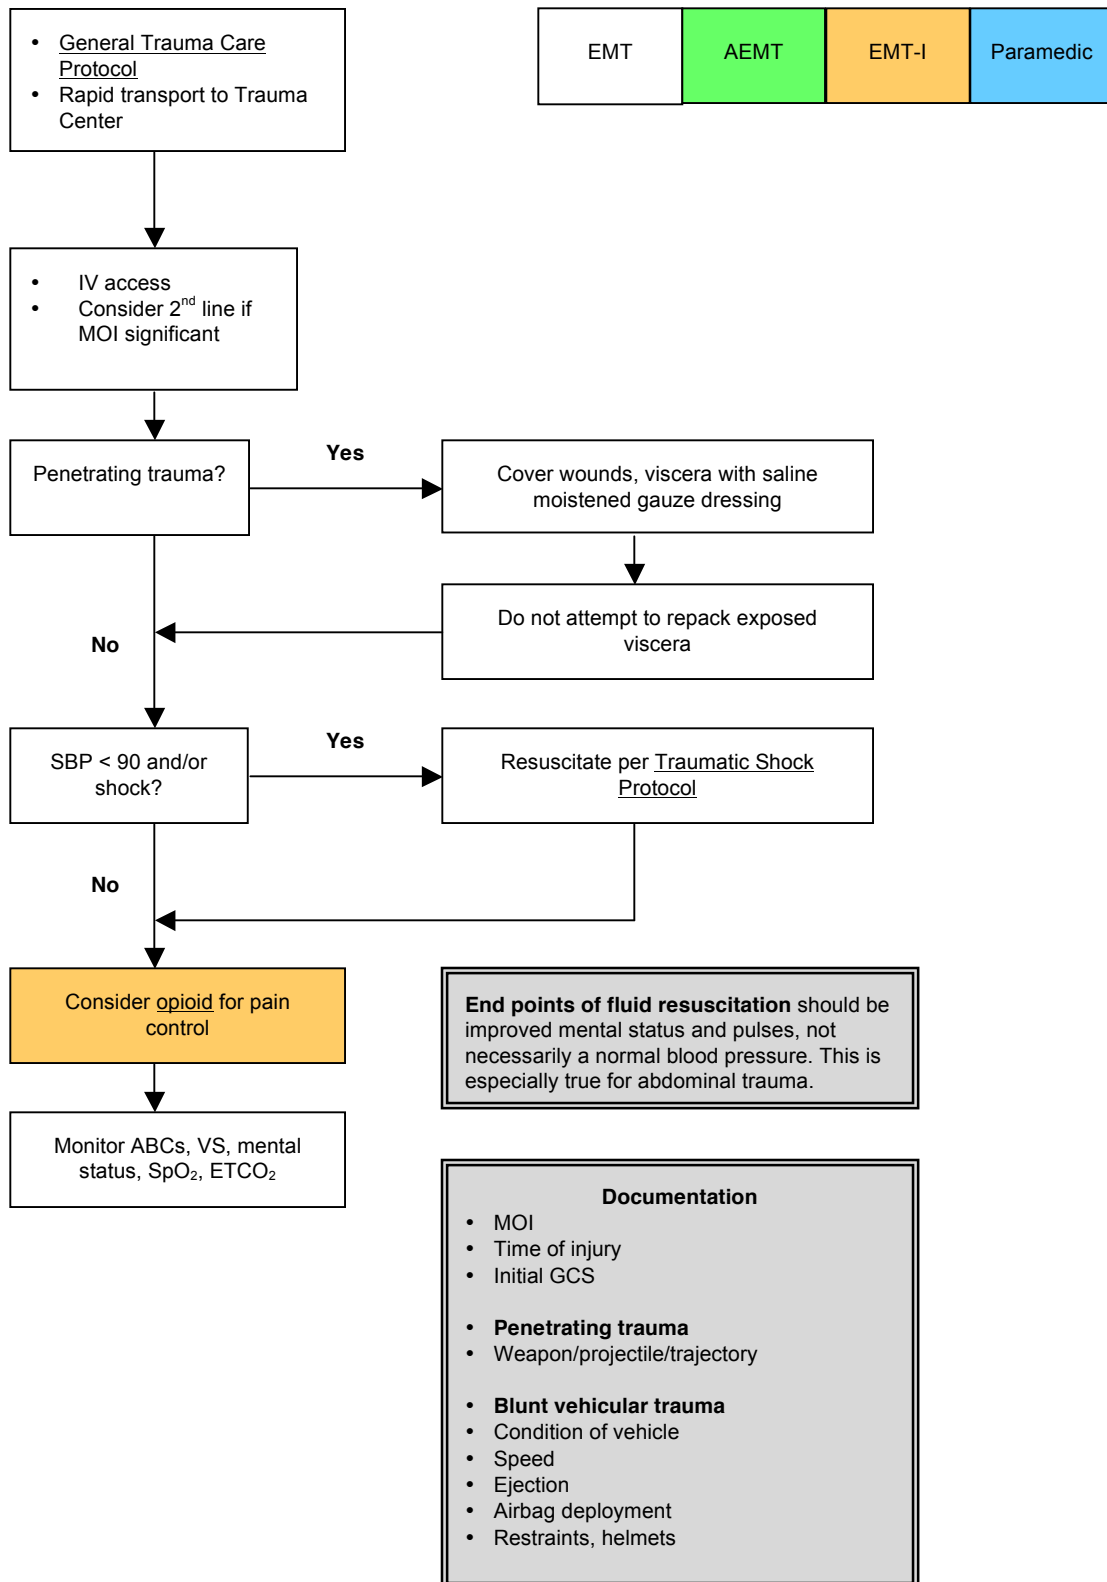 • General Trauma Care
Protocol
• Rapid transport to Trauma
Center
EMT
AEMT
EMT-I
Paramedic
• IV access
• Consider 2nd line if
MOI significant
Penetrating trauma?
Yes
Cover wounds, viscera with saline
moistened gauze dressing
Do not attempt to repack exposed
viscera
No
SBP < 90 and/or
shock?
Yes
Resuscitate per Traumatic Shock
Protocol
No
Consider opioid for pain
control
Monitor ABCs, VS, mental
status, SpO₂, ETCO₂
End points of fluid resuscitation should be
improved mental status and pulses, not
necessarily a normal blood pressure. This is
especially true for abdominal trauma.
Documentation
• MOI
• Time of injury
• Initial GCS
• Penetrating trauma
• Weapon/projectile/trajectory
• Blunt vehicular trauma
• Condition of vehicle
• Speed
• Ejection
• Airbag deployment
• Restraints, helmets